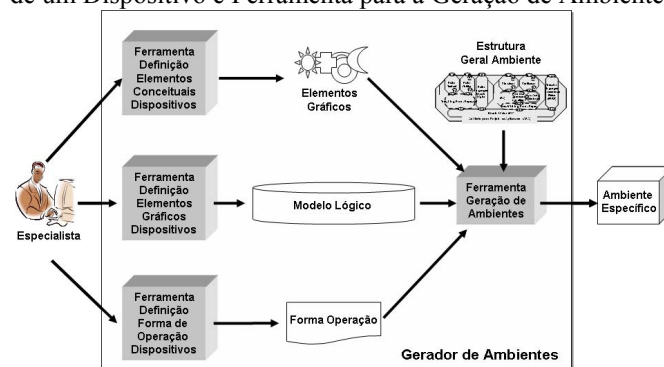 de um Dispositivo e Ferramenta para a Geração de Ambiente
Ferramenta
Definição
Elementos
Conceituais
Dispositivos
Elementos
Gráficos
Estrutura
Geral Ambiente
Especialista
Ferramenta
Definição
Elementos
Gráficos
Dispositivos
Modelo Lógico
Ferramenta
Geração de
Ambientes
Ambiente
Específico
Ferramenta
Definição
Forma de
Operação
Dispositivos
Forma Operação
Gerador de Ambientes